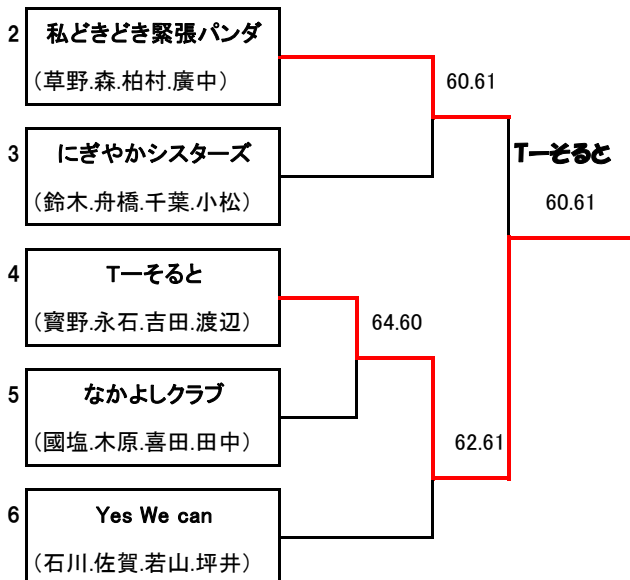 2 私どきどき緊張パンダ
(草野.森.柏村.廣中)
60.61
3 にぎやかシスターズ
Tーそると
(鈴木.舟橋.千葉.小松)
60.61
4 Tーそると
(寳野.永石.吉田.渡辺)
64.60
5 なかよしクラブ
(國塩.木原.喜田.田中)
62.61
6 Yes We can
(石川.佐賀.若山.坪井)